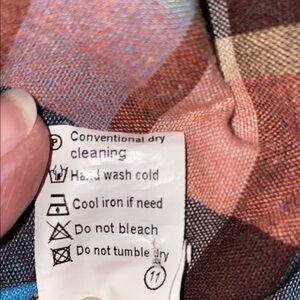 P Conventional dry
cleaning
Hand wash cold
Cool iron if need
Do not bleach
Do not tumble dry
11